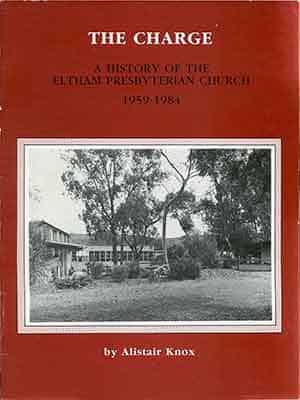 THE CHARGE
A HISTORY OF THE
ELTHAM PRESBYTERIAN CHURCH
1959-1984
by Alistair Knox